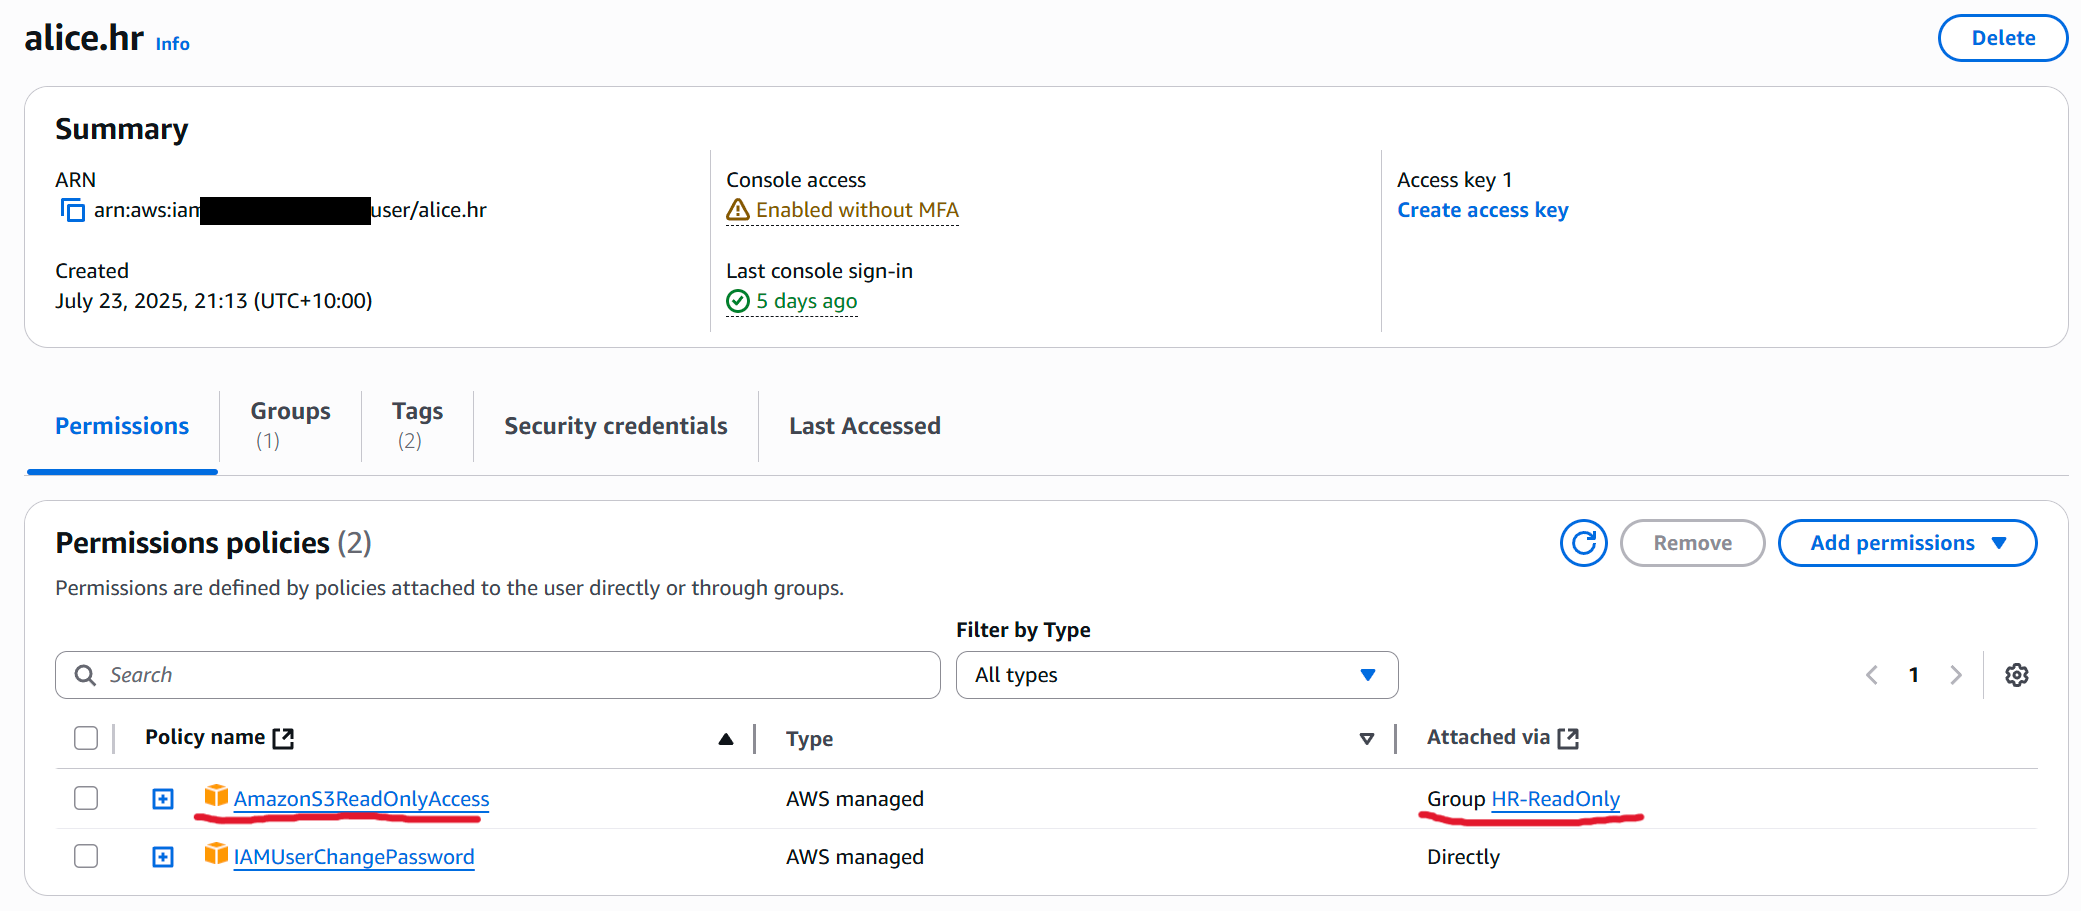 alice.hr Info
Delete
Summary
ARN
arn:aws:iam user/alice.hr
Created
July 23, 2025, 21:13 (UTC+10:00)
Console access
Enabled without MFA
Last console sign-in
5 days ago
Access key 1
Create access key
Permissions
Groups
(1)
Tags
(2)
Security credentials
Last Accessed
Permissions policies (2)
Remove
Add permissions
Permissions are defined by policies attached to the user directly or through groups.
Filter by Type
Search
All types
1
Policy name
Type
Attached via
AmazonS3ReadOnlyAccess
AWS managed
Group HR-ReadOnly
IAMUserChangePassword
AWS managed
Directly